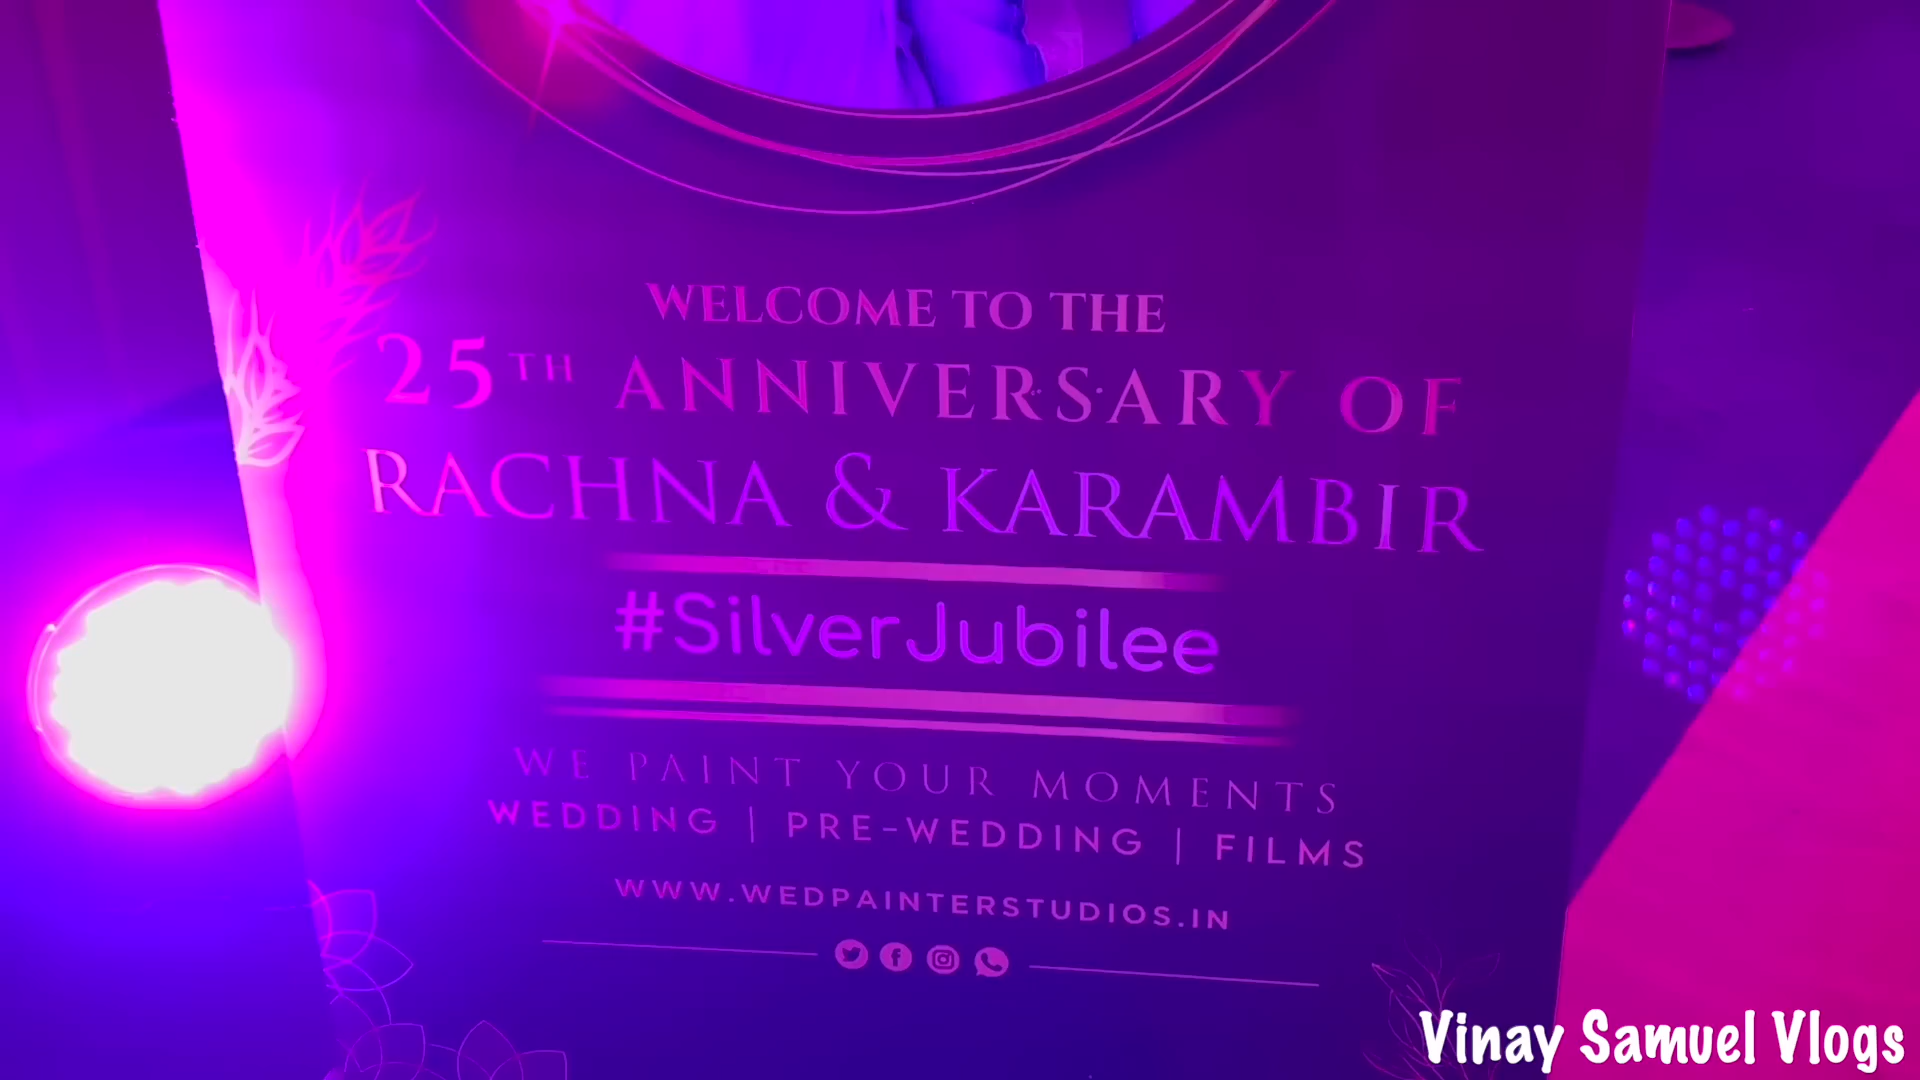 WELCOME TO THE
25TH ANNIVERSARY OF
RACHNA & KARAMBIR
#SilverJubilee
WE PAINT YOUR MOMENTS
WEDDING | PRE-WEDDING | FILMS
WWW.WEDPAINTERSTUDIOS.IN
Vinay Samuel Vlogs